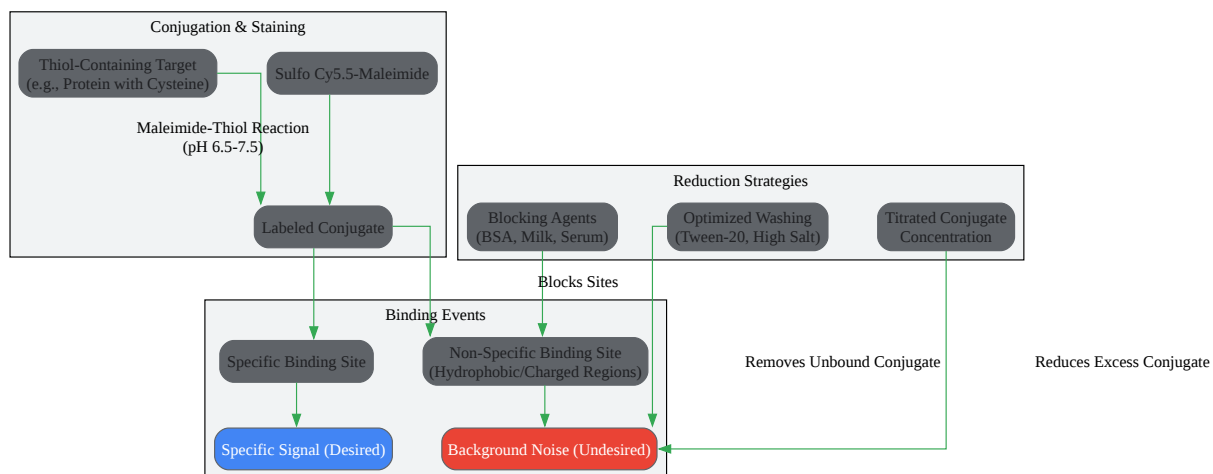 Conjugation & Staining
Thiol-Containing Target
(e.g., Protein with Cysteine)
Sulfo Cy5.5-Maleimide
Maleimide-Thiol Reaction
(pH 6.5-7.5)
Labeled Conjugate
Reduction Strategies
Blocking Agents
(BSA, Milk, Serum)
Optimized Washing
(Tween-20, High Salt)
Titrated Conjugate
Concentration
Blocks Sites
Binding Events
Specific Binding Site
Non-Specific Binding Site
(Hydrophobic/Charged Regions)
Removes Unbound Conjugate
Reduces Excess Conjugate
Specific Signal (Desired)
Background Noise (Undesired)